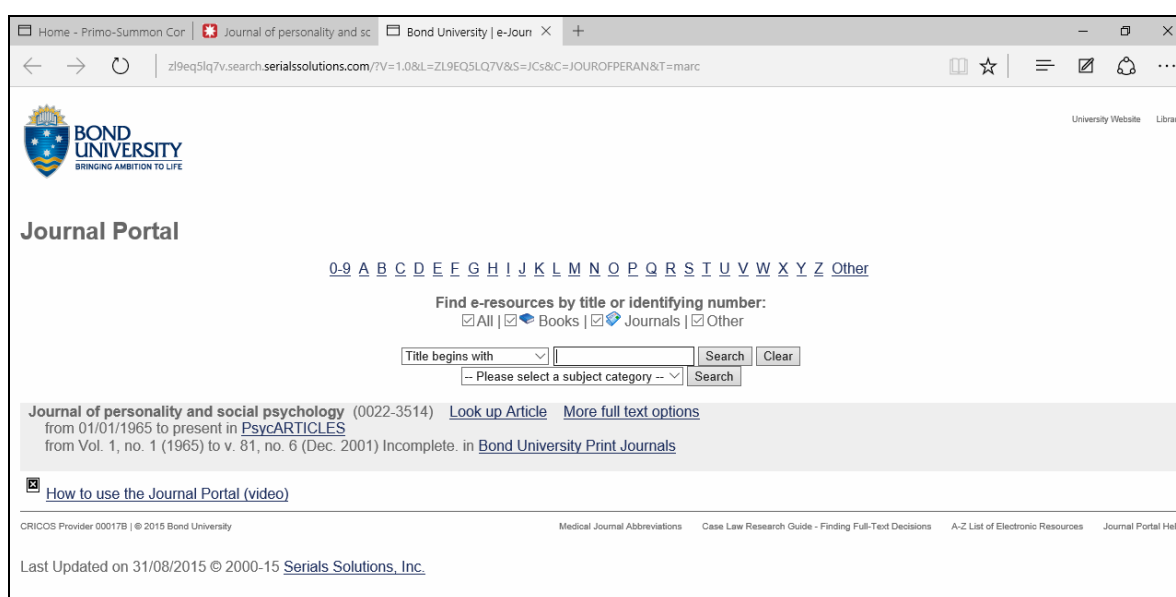 Home - Primo-Summon Cor
Journal of personality and sc
Bond University | e-Journ
zl9eq5lq7v.search.serialssolutions.com/?V=1.0&L=ZL9EQ5LQ7V&S=JCs&C=JOUROFPERAN&T=marc
BOND
UNIVERSITY
BRINGING AMBITION TO LIFE
University Website Librar
Journal Portal
0-9 A B C D E F G H I J K L M N O P Q R S T U V W X Y Z Other
Find e-resources by title or identifying number:
All | Books | Journals | Other
Title begins with Search Clear
-- Please select a subject category -- Search
Journal of personality and social psychology (0022-3514) Look up Article More full text options
from 01/01/1965 to present in PsycARTICLES
from Vol. 1, no. 1 (1965) to v. 81, no. 6 (Dec. 2001) Incomplete. in Bond University Print Journals
How to use the Journal Portal (video)
CRICOS Provider 00017B | © 2015 Bond University Medical Journal Abbreviations Case Law Research Guide - Finding Full-Text Decisions A-Z List of Electronic Resources Journal Portal Hel
Last Updated on 31/08/2015 © 2000-15 Serials Solutions, Inc.